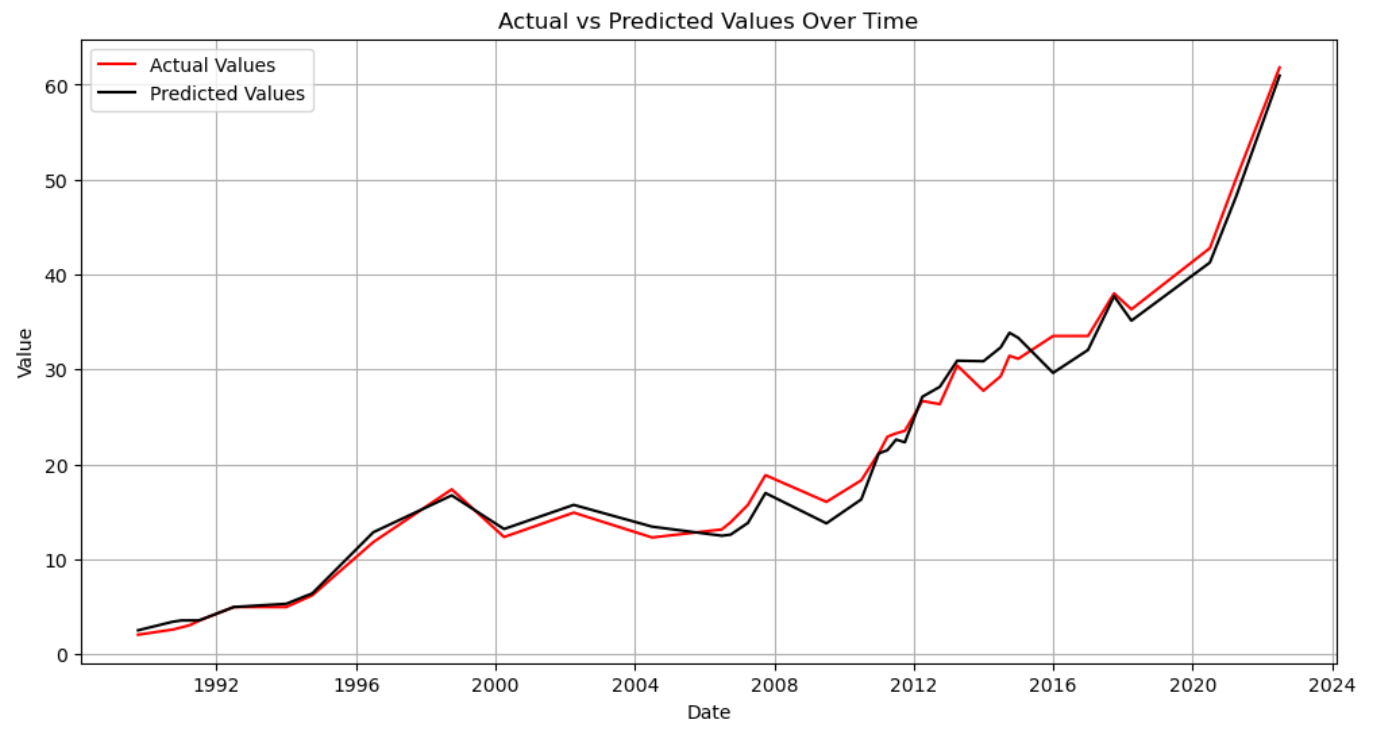 Actual vs Predicted Values Over Time
Actual Values
Predicted Values
60
50
40
30
20
10
0
Value
1992 1996 2000 2004 2008 2012 2016 2020 2024
Date